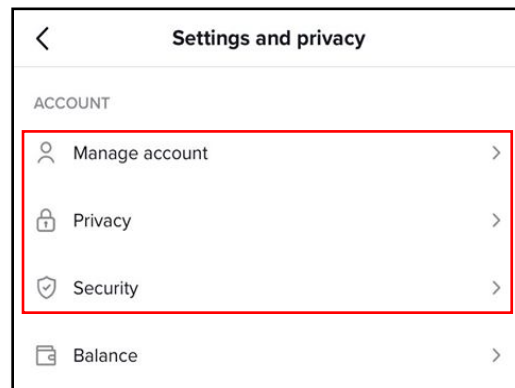 Settings and privacy
ACCOUNT
Manage account
Privacy
Security
Balance